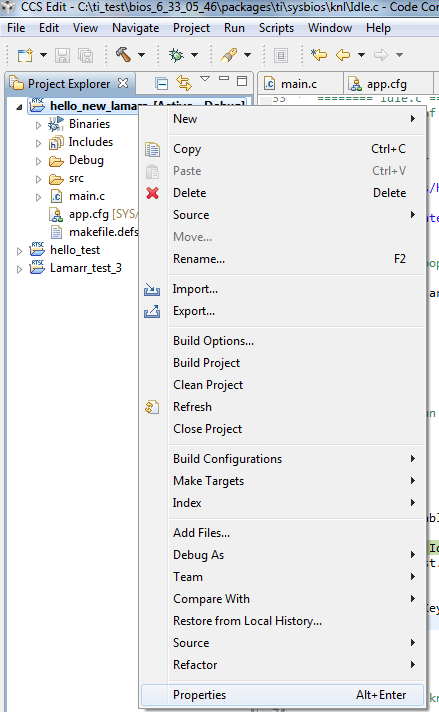 CCS Edit - C:\ti_test\bios_6_33_05_46\packages\ti\sysbios\knl\Idle.c - Code Co
File Edit View Navigate Project Run Scripts Window Help
Project Explorer
main.c
app.cfg
hello_new_lamarr [Active - Debug]
Binaries
Includes
Debug
src
main.c
app.cfg [SYS/
makefile.defs
hello_test
Lamarr_test_3
New
Copy Ctrl+C
Paste Ctrl+V
Delete Delete
Source
Move...
Rename... F2
Import...
Export...
Build Options...
Build Project
Clean Project
Refresh
Close Project
Build Configurations
Make Targets
Index
Add Files...
Debug As
Team
Compare With
Restore from Local History...
Source
Refactor
Properties Alt+Enter